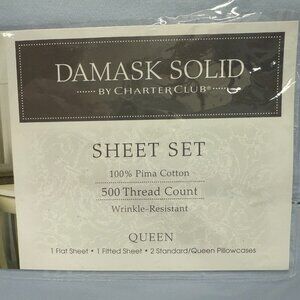 DAMASK SOLID
BY CHARTER CLUB®
SHEET SET
100% Pima Cotton
500 Thread Count
Wrinkle-Resistant
QUEEN
1 Flat Sheet • 1 Fitted Sheet • 2 Standard/Queen Pillowcases